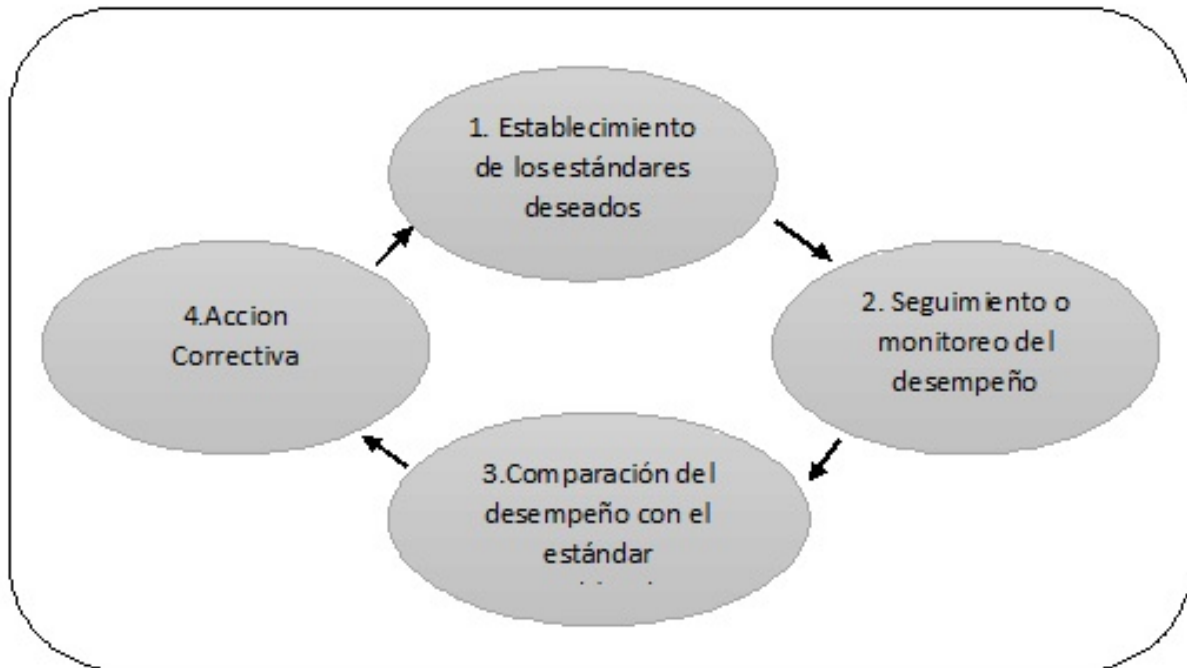 1. Establecimiento
de los estándares
deseados
2. Seguimiento o
monitoreo del
desempeño
3.Comparación del
desempeño con el
estándar
4.Accion
Correctiva